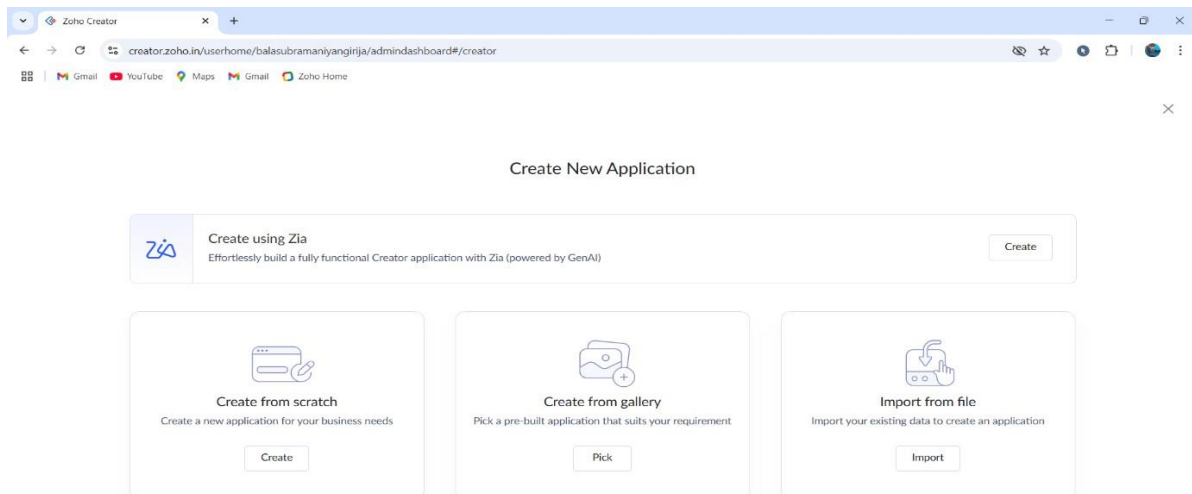 Zoho Creator
creator.zoho.in/userhome/balasubramaniyangirija/admindashboard#/creator
Gmail YouTube Maps Gmail Zoho Home
Create New Application
Zia
Create using Zia
Effortlessly build a fully functional Creator application with Zia (powered by GenAI)
Create
Create from scratch
Create a new application for your business needs
Create
Create from gallery
Pick a pre-built application that suits your requirement
Pick
Import from file
Import your existing data to create an application
Import